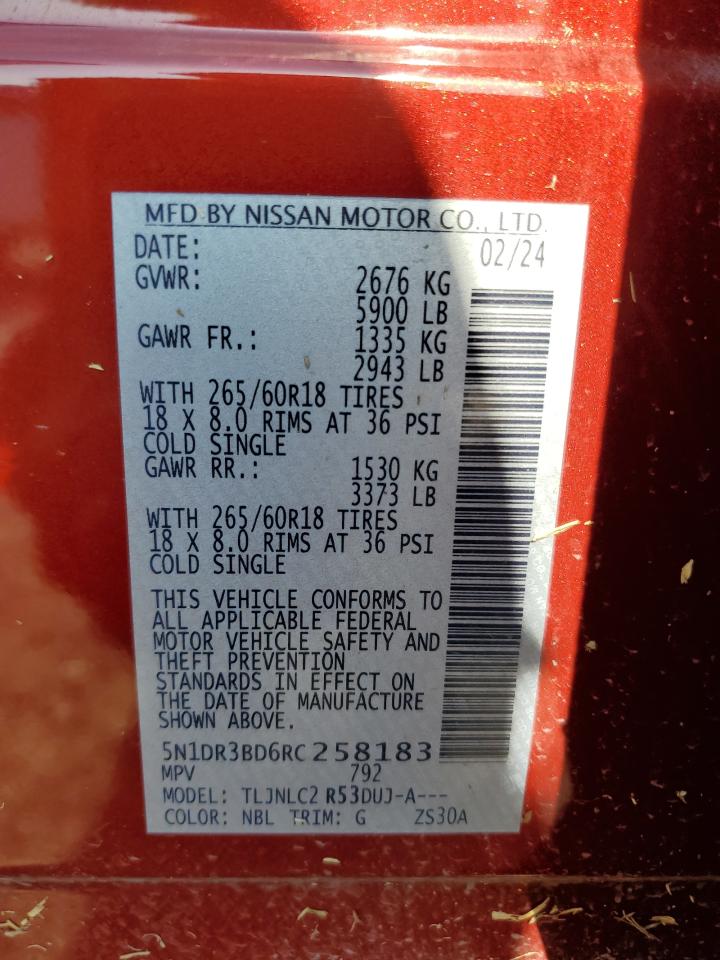 MFD BY NISSAN MOTOR CO., LTD.
DATE: 02/24
GVWR: 2676 KG
5900 LB
GAWR FR.: 1335 KG
2943 LB
WITH 265/60R18 TIRES
18 X 8.0 RIMS AT 36 PSI
COLD SINGLE
GAWR RR.: 1530 KG
3373 LB
WITH 265/60R18 TIRES
18 X 8.0 RIMS AT 36 PSI
COLD SINGLE
THIS VEHICLE CONFORMS TO
ALL APPLICABLE FEDERAL
MOTOR VEHICLE SAFETY AND
THEFT PREVENTION
STANDARDS IN EFFECT ON
THE DATE OF MANUFACTURE
SHOWN ABOVE.
5N1DR3BD6RC258183
MPV 792
MODEL: TLJNLC2 R53DUJ-A---
COLOR: NBL TRIM: G ZS30A